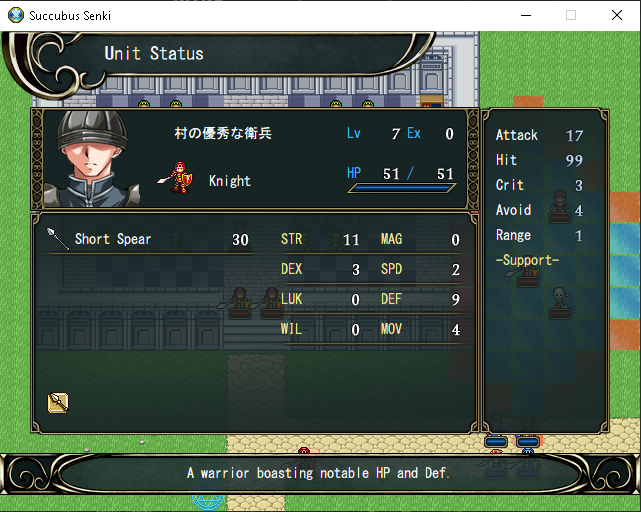 Succubus Senki
Unit Status
村の優秀な衛兵
Lv 7 Ex 0
Knight
HP 51 / 51
Short Spear 30
STR 11 MAG 0
DEX 3 SPD 2
LUK 0 DEF 9
WIL 0 MOV 4
Attack 17
Hit 99
Crit 3
Avoid 4
Range 1
-Support-
A warrior boasting notable HP and Def.